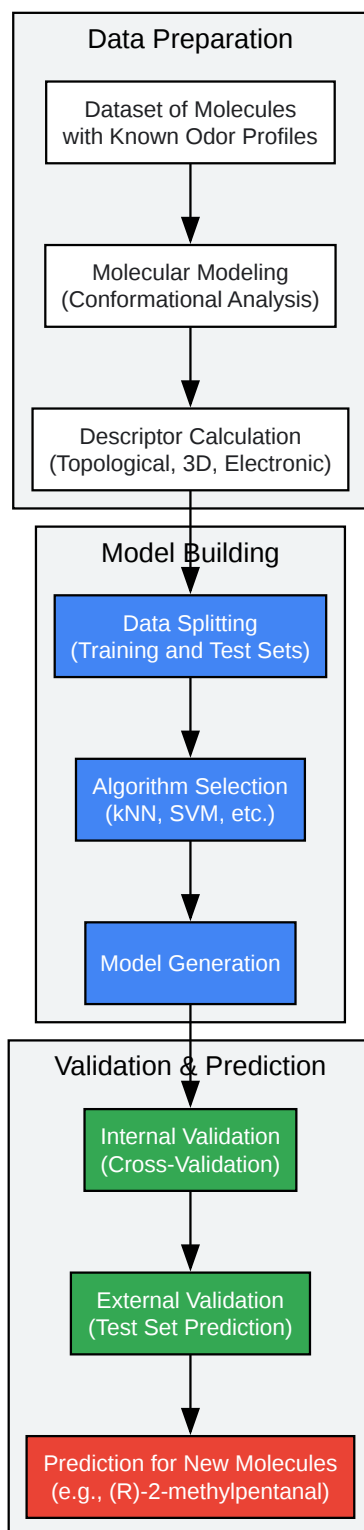 Data Preparation
Dataset of Molecules
with Known Odor Profiles
Molecular Modeling
(Conformational Analysis)
Descriptor Calculation
(Topological, 3D, Electronic)
Model Building
Data Splitting
(Training and Test Sets)
Algorithm Selection
(kNN, SVM, etc.)
Model Generation
Validation & Prediction
Internal Validation
(Cross-Validation)
External Validation
(Test Set Prediction)
Prediction for New Molecules
(e.g., (R)-2-methylpentanal)